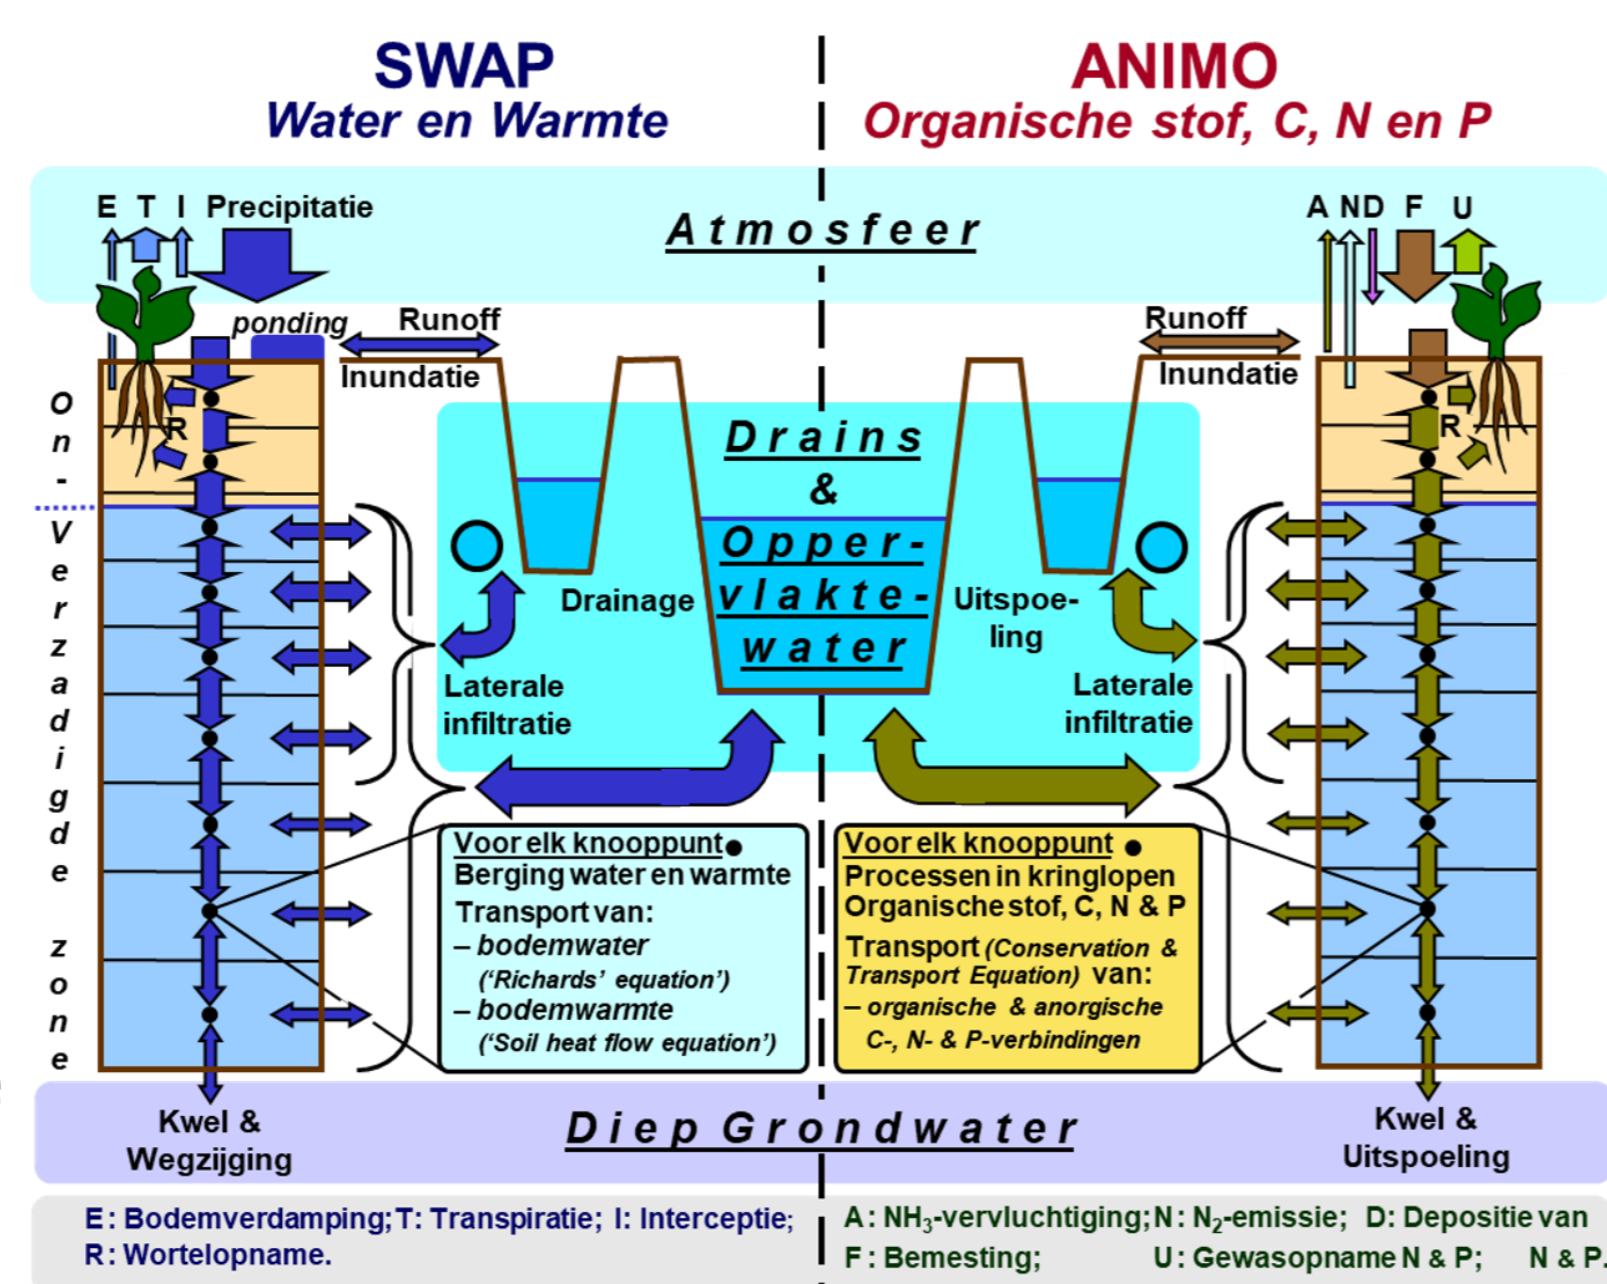 SWAP
Water en Warmte
ANIMO
Organische stof, C, N en P
E T I Precipitatie
Atmosfeer
A N D F U
ponding
Runoff
Inundatie
Runoff
Inundatie
R
R
On-
Verzadigde zone
Drains
&
Opper-
vlakte-
water
Drainage
Uitspoe-
ling
Laterale
infiltratie
Laterale
infiltratie
Voor elk knooppunt
Berging water en warmte
Transport van:
– bodemwater
(‘Richards’ equation’)
– bodemwarmte
(‘Soil heat flow equation’)
Voor elk knooppunt
Processen in kringlopen
Organische stof, C, N & P
Transport (Conservation &
Transport Equation) van:
– organische & anorgische
C-, N- & P-verbindingen
Kwel &
Wegzijging
Diep Grondwater
Kwel &
Uitspoeling
E: Bodemverdamping; T: Transpiratie; I: Interceptie;
R: Wortelopname.
A: NH3-vervluchtiging; N: N2-emissie; D: Depositie van
F: Bemesting; U: Gewasopname N & P; N & P.